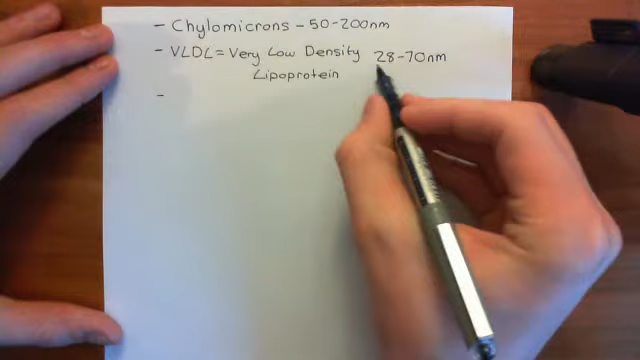 - Chylomicrons - 50-200nm
- VLDL = Very Low Density 28-70nm
Lipoprotein
-